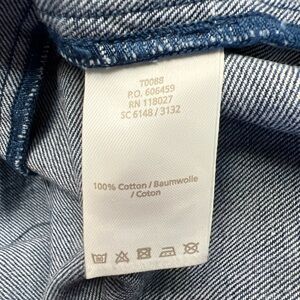 T0088
P.O. 606459
RN 118027
SC 6148 / 3132
100% Cotton / Baumwolle
/ Coton